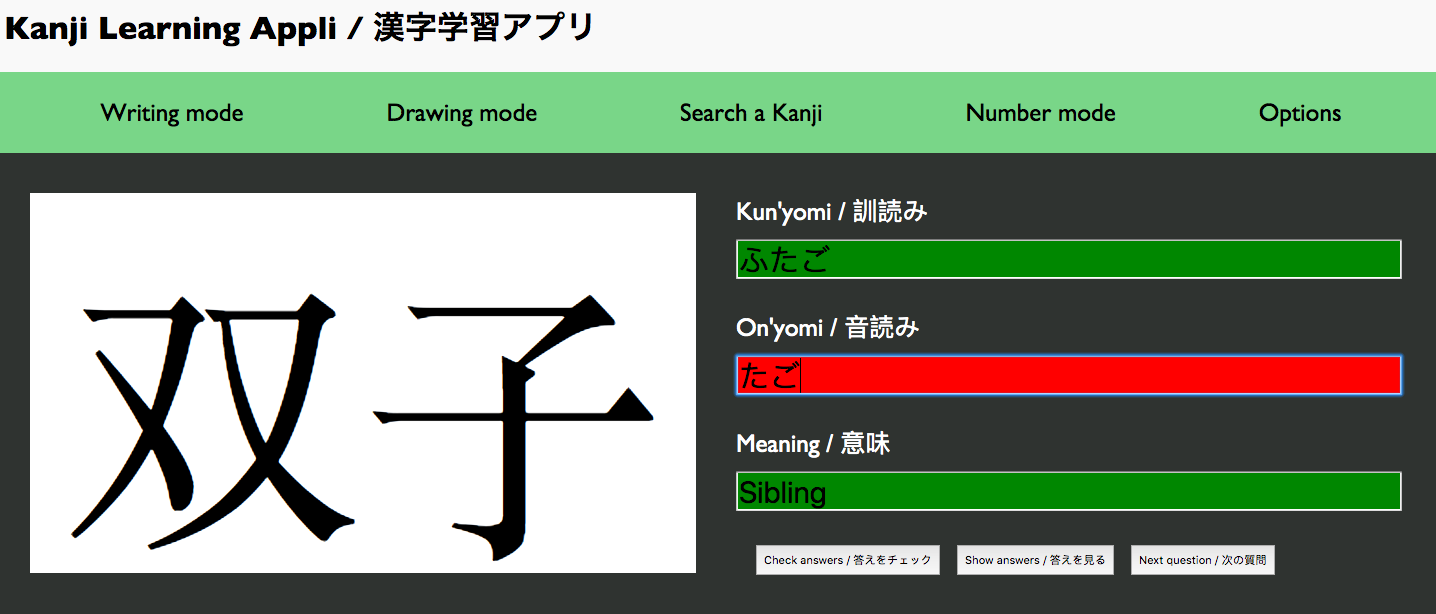 Kanji Learning Appli / 漢字学習アプリ
Writing mode Drawing mode Search a Kanji Number mode Options
双子
Kun'yomi / 訓読み
ふたご
On'yomi / 音読み
たご
Meaning / 意味
Sibling
Check answers / 答えをチェック Show answers / 答えを見る Next question / 次の質問